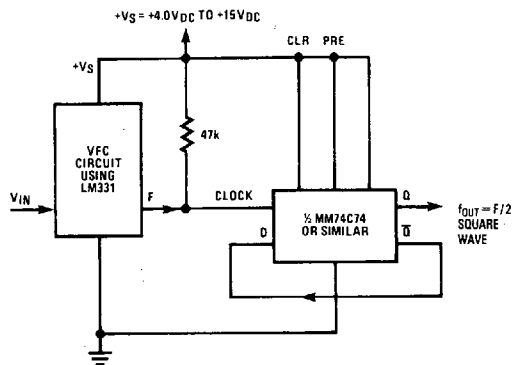 +VS = +4.0VDC TO +15VDC
CLR PRE
+VS
47k
VFC
CIRCUIT
USING
LM331
VIN
F
CLOCK
½ MM74C74
OR SIMILAR
D
Q
Q̅
fOUT = F/2
SQUARE
WAVE